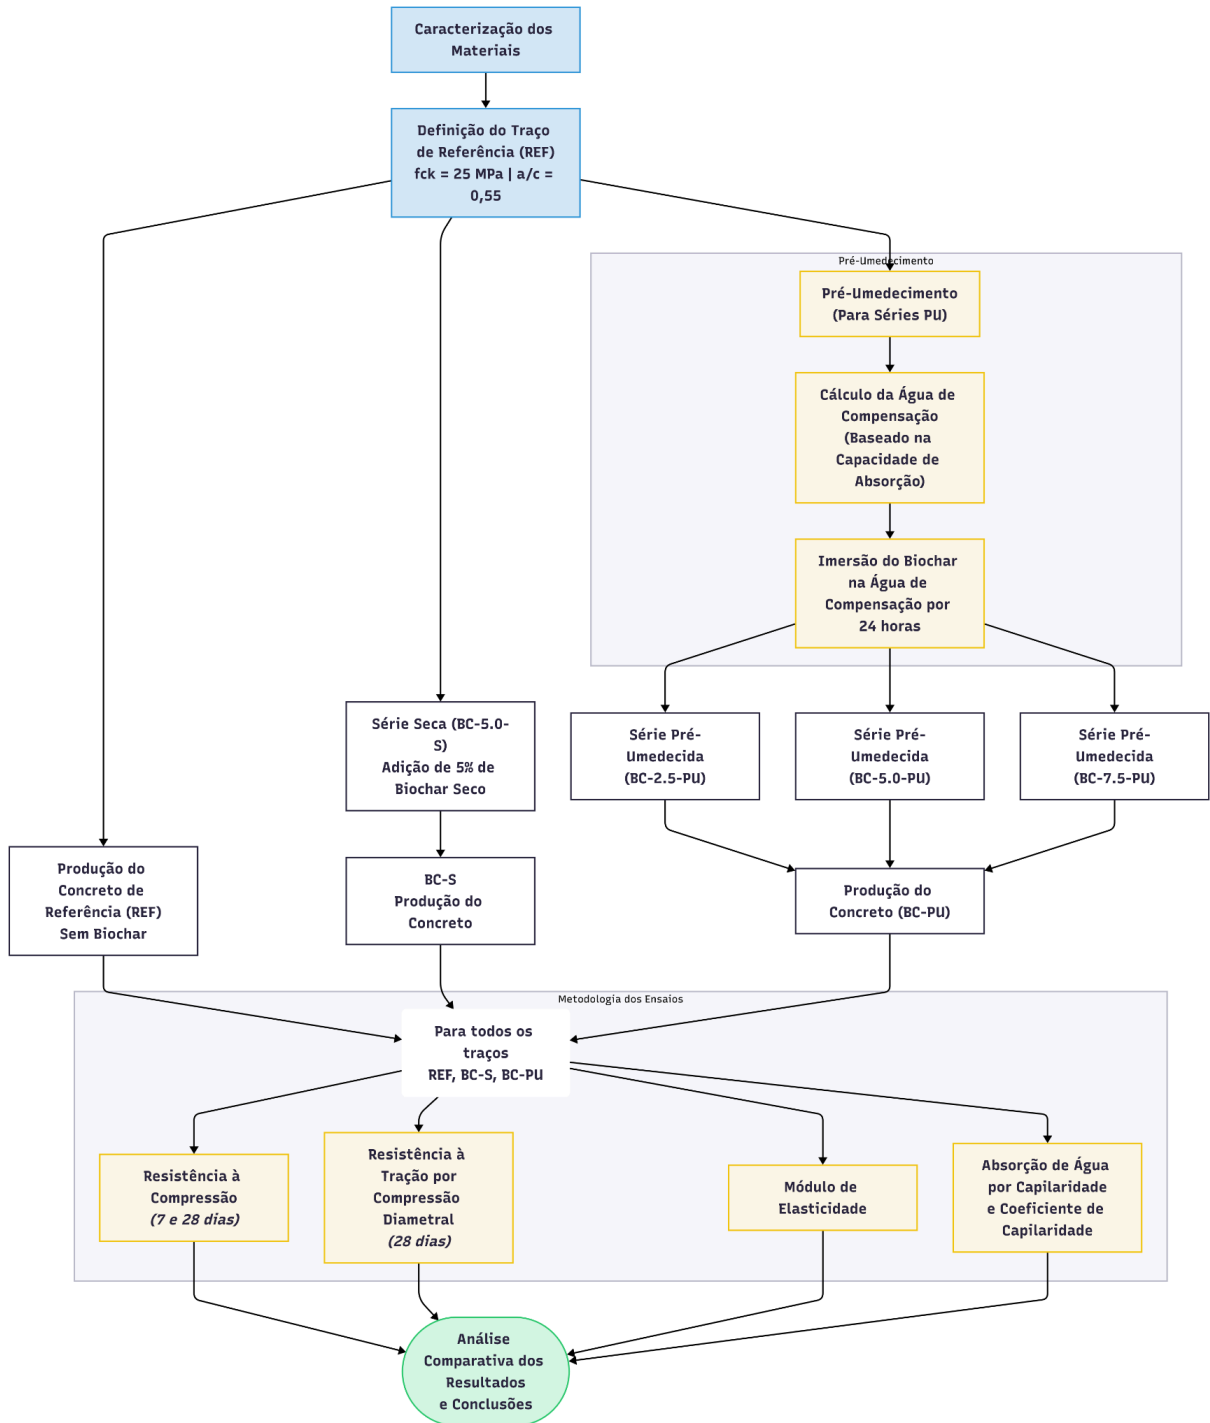 Caracterização dos
Materiais
Definição do Traço
de Referência (REF)
fck = 25 MPa | a/c =
0,55
Pré-Umedecimento
Pré-Umedecimento
(Para Séries PU)
Cálculo da Água de
Compensação
(Baseado na
Capacidade de
Absorção)
Imersão do Biochar
na Água de
Compensação por
24 horas
Série Seca (BC-5.0-
S)
Adição de 5% de
Biochar Seco
Série Pré-
Umedecida
(BC-2.5-PU)
Série Pré-
Umedecida
(BC-5.0-PU)
Série Pré-
Umedecida
(BC-7.5-PU)
Produção do
Concreto de
Referência (REF)
Sem Biochar
BC-S
Produção do
Concreto
Produção do
Concreto (BC-PU)
Metodologia dos Ensaios
Para todos os
traços
REF, BC-S, BC-PU
Resistência à
Compressão
(7 e 28 dias)
Resistência à
Tração por
Compressão
Diametral
(28 dias)
Módulo de
Elasticidade
Absorção de Água
por Capilaridade
e Coeficiente de
Capilaridade
Análise
Comparativa dos
Resultados
e Conclusões